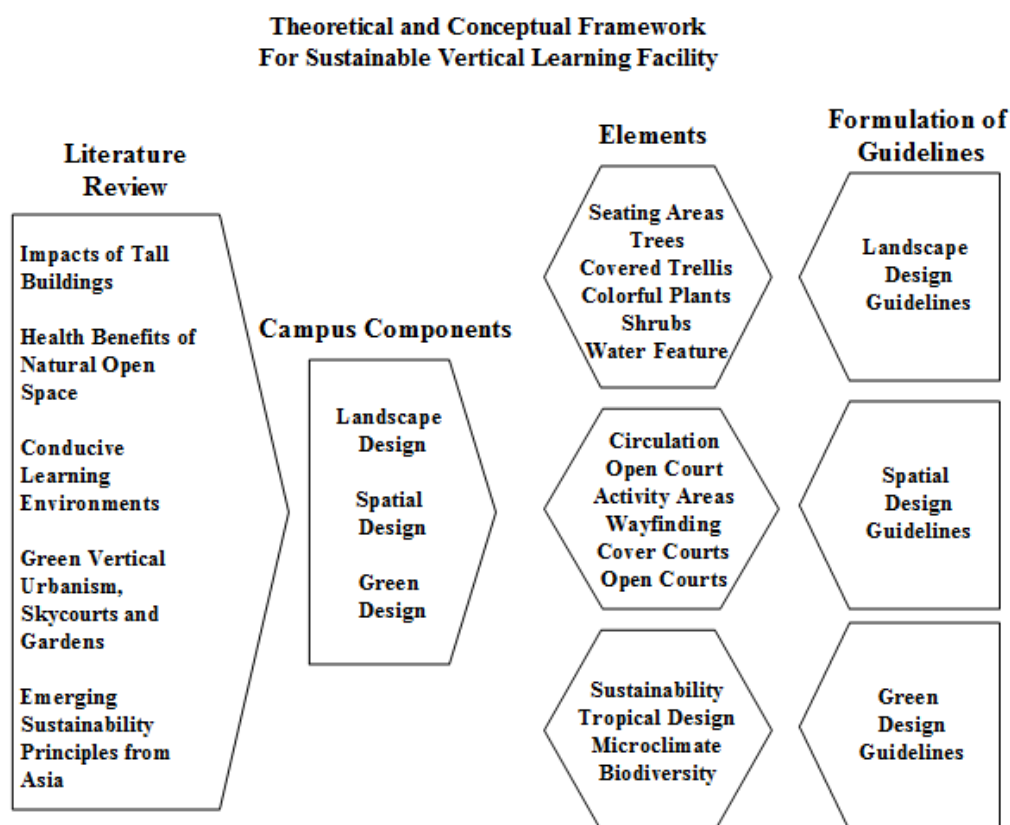 Theoretical and Conceptual Framework
For Sustainable Vertical Learning Facility
Literature
Review
Impacts of Tall
Buildings
Health Benefits of
Natural Open
Space
Conducive
Learning
Environments
Green Vertical
Urbanism,
Skycourts and
Gardens
Emerging
Sustainability
Principles from
Asia
Campus Components
Landscape
Design
Spatial
Design
Green
Design
Elements
Seating Areas
Trees
Covered Trellis
Colorful Plants
Shrubs
Water Feature
Circulation
Open Court
Activity Areas
Wayfinding
Cover Courts
Open Courts
Sustainability
Tropical Design
Microclimate
Biodiversity
Formulation of
Guidelines
Landscape
Design
Guidelines
Spatial
Design
Guidelines
Green
Design
Guidelines